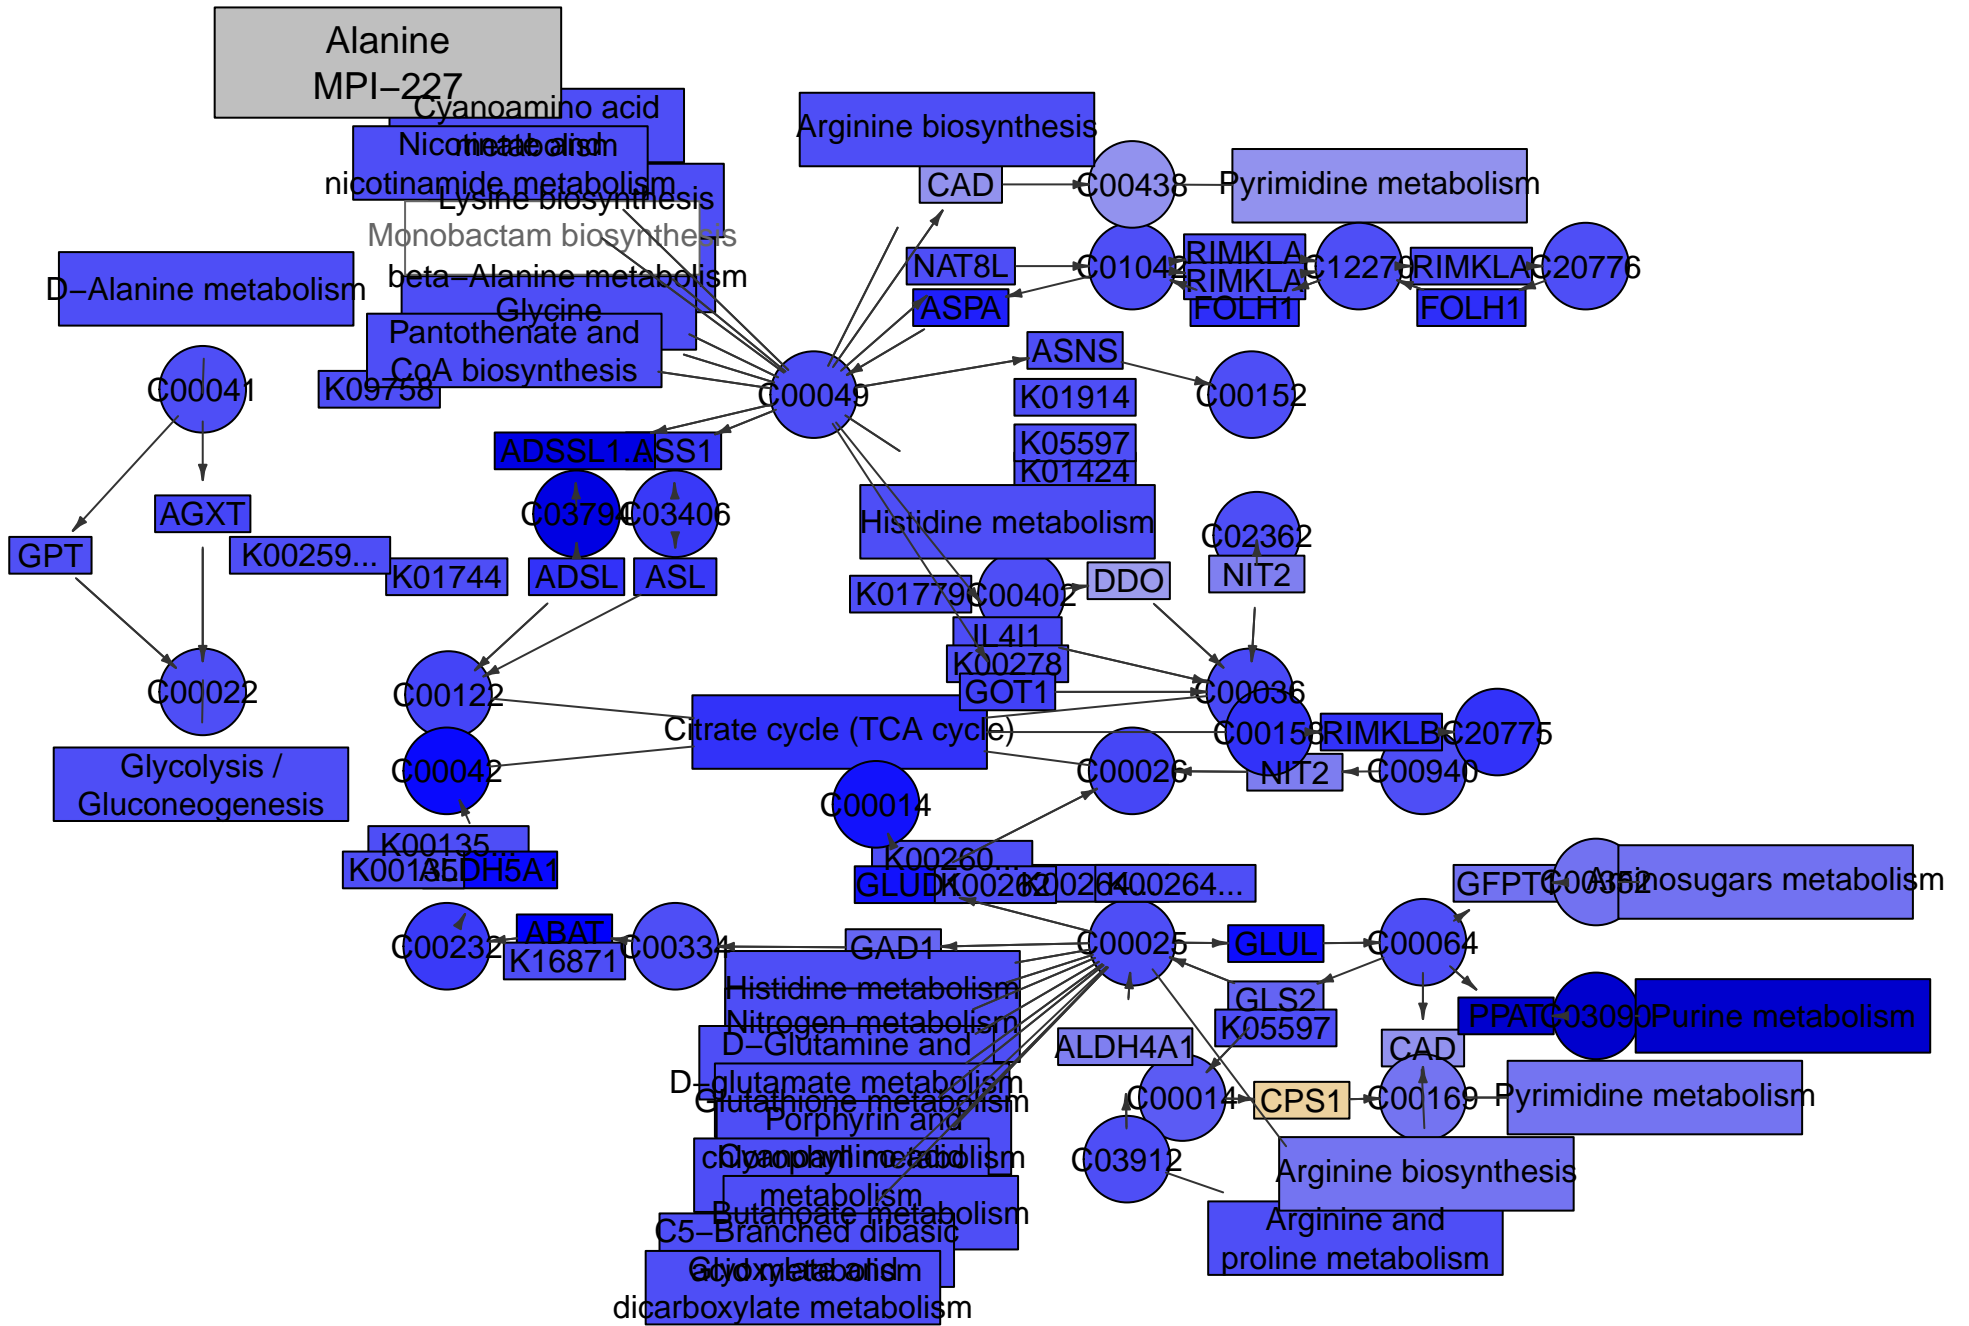 Alanine
MPI−227
Cyanoamino acid
metabolism
Nicotinate and
nicotinamide metabolism
Lysine biosynthesis
Monobactam biosynthesis
beta−Alanine metabolism
Glycine
Pantothenate and
CoA biosynthesis
Arginine biosynthesis
CAD
C00438
Pyrimidine metabolism
NAT8L
ASPA
C01042
RIMKLA
RIMKLA
FOLH1
C12270
RIMKLA
FOLH1
C20776
D−Alanine metabolism
C00041
K09758
C00049
ASNS
K01914
K05597
K01424
C00152
ADSSL1...
ASS1
C03794
C03406
ADSL
ASL
GPT
AGXT
K00259...
K01744
Histidine metabolism
K01779
C00402
DDO
C02362
NIT2
IL4I1
K00278
GOT1
C00036
C00022
C00122
Citrate cycle (TCA cycle)
C00158
RIMKLB
C20775
C00042
C00026
NIT2
C00940
Glycolysis /
Gluconeogenesis
C00014
K00135...
K00135
ALDH5A1
K00260...
GLUD1
K00262
K00264...
K00264...
GFPT1
C00352
Aminosugars metabolism
C00232
ABAT
K16871
C00334
GAD1
C00025
GLUL
C00064
GLS2
K05597
PPAT
C03090
Purine metabolism
Histidine metabolism
Nitrogen metabolism
D−Glutamine and
D−glutamate metabolism
Glutathione metabolism
Porphyrin and
chlorophyll metabolism
Cyanoamino acid
metabolism
Butanoate metabolism
C5−Branched dibasic
acid metabolism
Glyoxylate and
dicarboxylate metabolism
ALDH4A1
C00014
CPS1
CAD
C00169
Pyrimidine metabolism
C03912
Arginine biosynthesis
Arginine and
proline metabolism